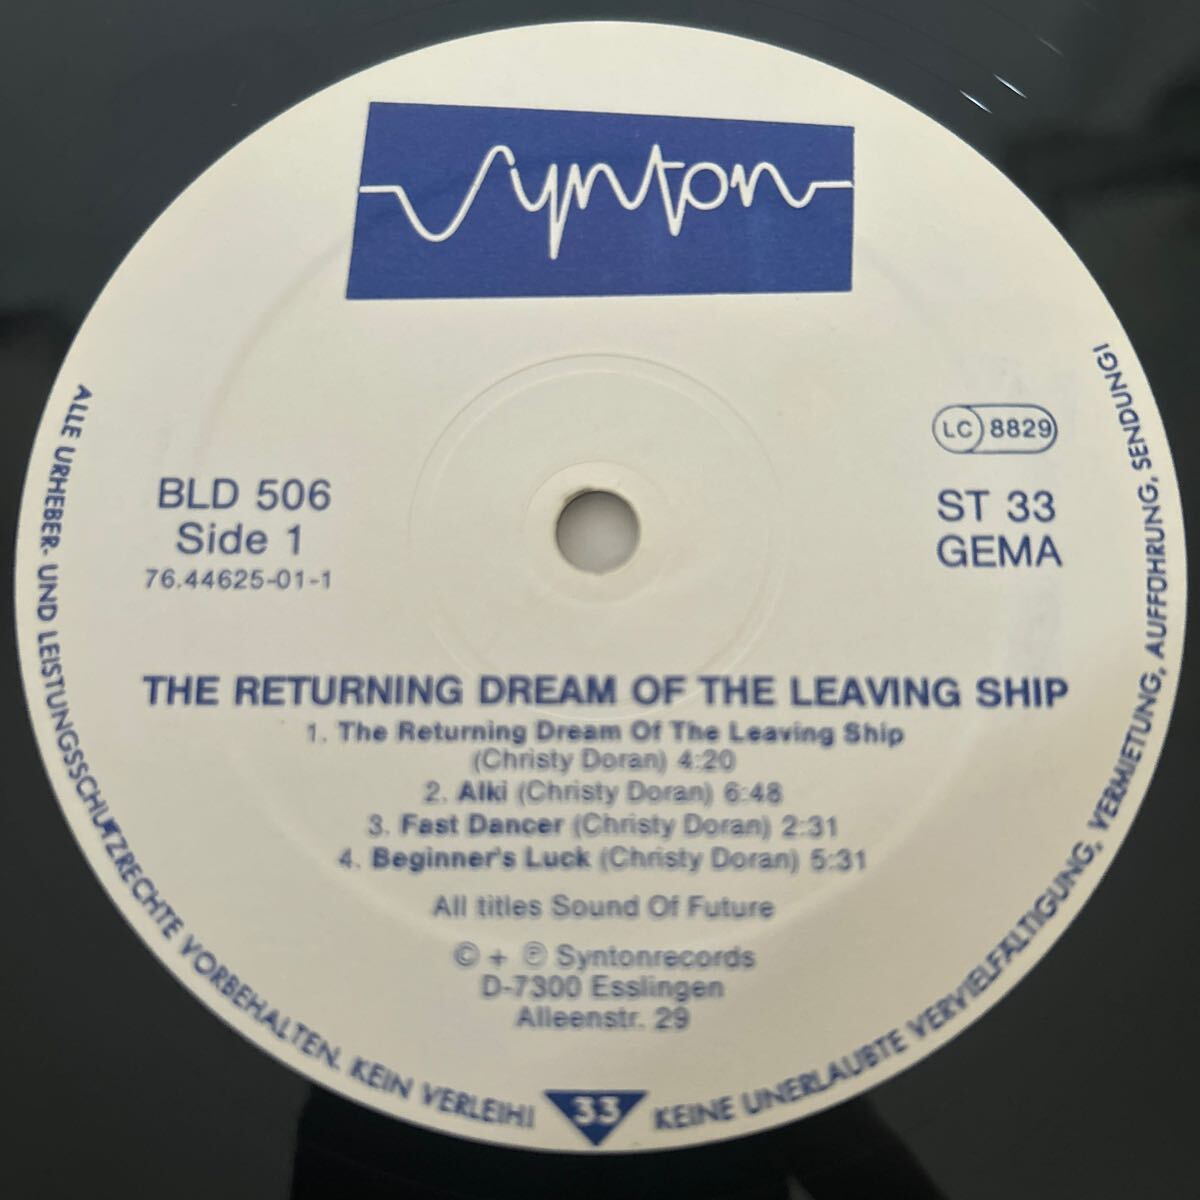 Synton
LC 8829
BLD 506
Side 1
76.44625-01-1
ST 33
GEMA
THE RETURNING DREAM OF THE LEAVING SHIP
1. The Returning Dream Of The Leaving Ship
(Christy Doran) 4:20
2. Alki (Christy Doran) 6:48
3. Fast Dancer (Christy Doran) 2:31
4. Beginner's Luck (Christy Doran) 5:31
All titles Sound Of Future
© + ℗ Syntonrecords
D-7300 Esslingen
Alleenstr. 29
ALLE URHEBER- UND LEISTUNGSSCHUTZRECHTE VORBEHALTEN. KEIN VERLEIH!
33
KEINE UNERLAUBTE VERVIELFÄLTIGUNG, VERMIETUNG, AUFFÜHRUNG, SENDUNG!